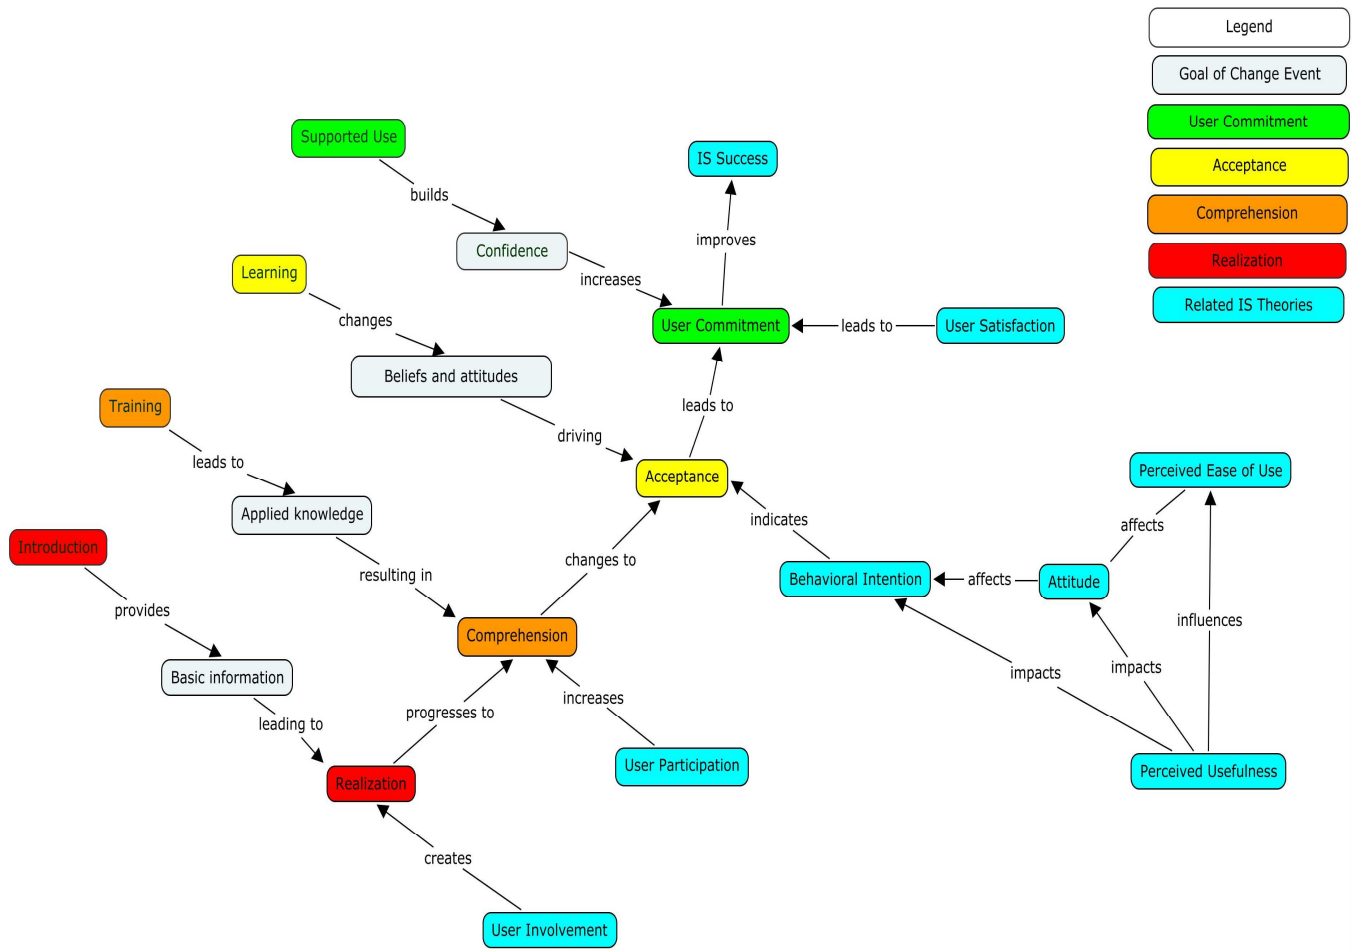 Legend
Goal of Change Event
User Commitment
Acceptance
Comprehension
Realization
Related IS Theories
Supported Use
builds
Confidence
increases
IS Success
improves
Learning
changes
Beliefs and attitudes
driving
User Commitment
leads to
User Satisfaction
leads to
Training
leads to
Applied knowledge
resulting in
Acceptance
indicates
changes to
Perceived Ease of Use
affects
Behavioral Intention
affects
Attitude
influences
impacts
impacts
Perceived Usefulness
Introduction
provides
Basic information
leading to
Comprehension
progresses to
increases
User Participation
Realization
creates
User Involvement